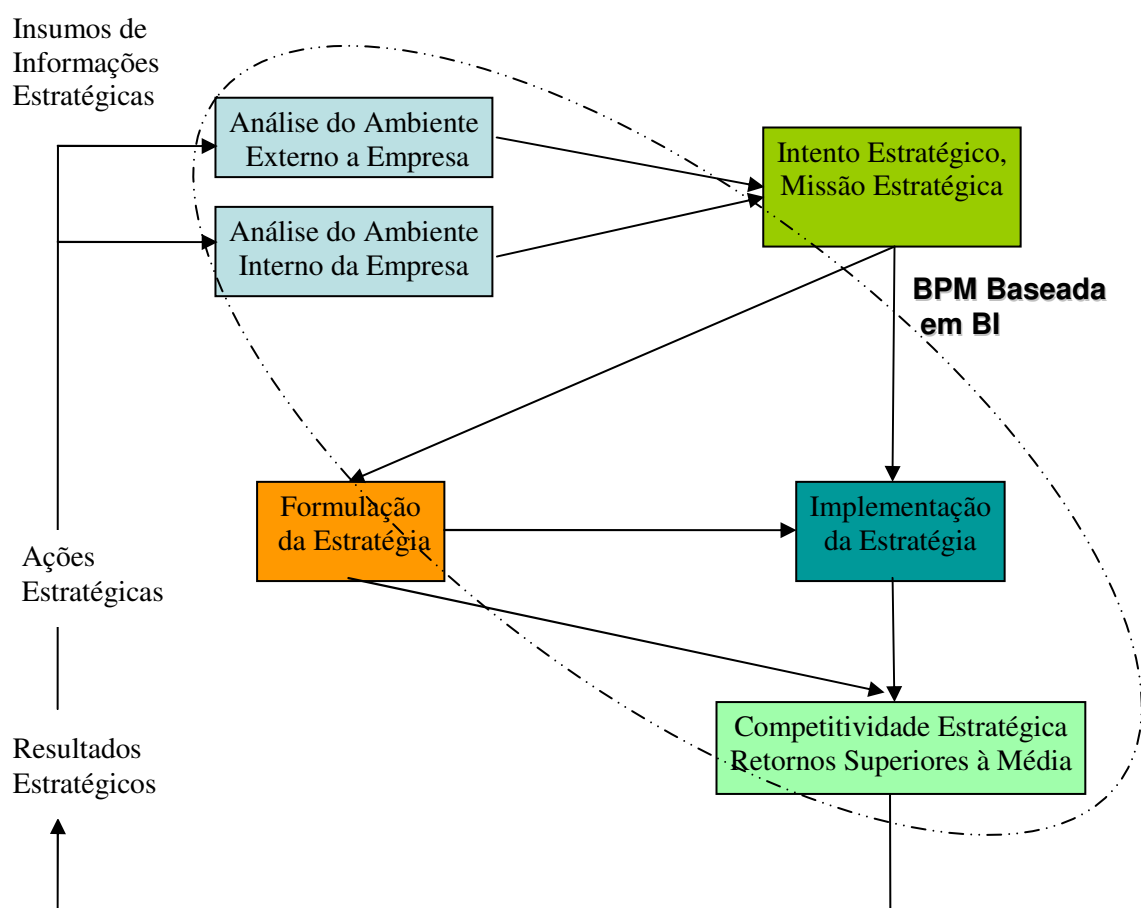 Insumos de
Informações
Estratégicas
Análise do Ambiente
Externo a Empresa
Intento Estratégico,
Missão Estratégica
Análise do Ambiente
Interno da Empresa
BPM Baseada
em BI
Formulação
da Estratégia
Implementação
da Estratégia
Ações
Estratégicas
Competitividade Estratégica
Retornos Superiores à Média
Resultados
Estratégicos